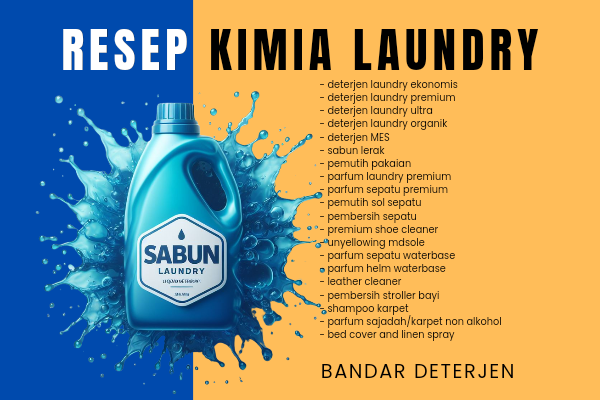 RESEP KIMIA LAUNDRY
- deterjen laundry ekonomis
- deterjen laundry premium
- deterjen laundry ultra
- deterjen laundry organik
- deterjen MES
- sabun lerak
- pemutih pakaian
- parfum laundry premium
- parfum sepatu premium
- pemutih sol sepatu
- pembersih sepatu
- premium shoe cleaner
- unyellowing mdsole
- parfum sepatu waterbase
- parfum helm waterbase
- leather cleaner
- pembersih stroller bayi
- shampoo karpet
- parfum sajadah/karpet non alkohol
- bed cover and linen spray
SABUN
LAUNDRY
BANDAR DETERJEN